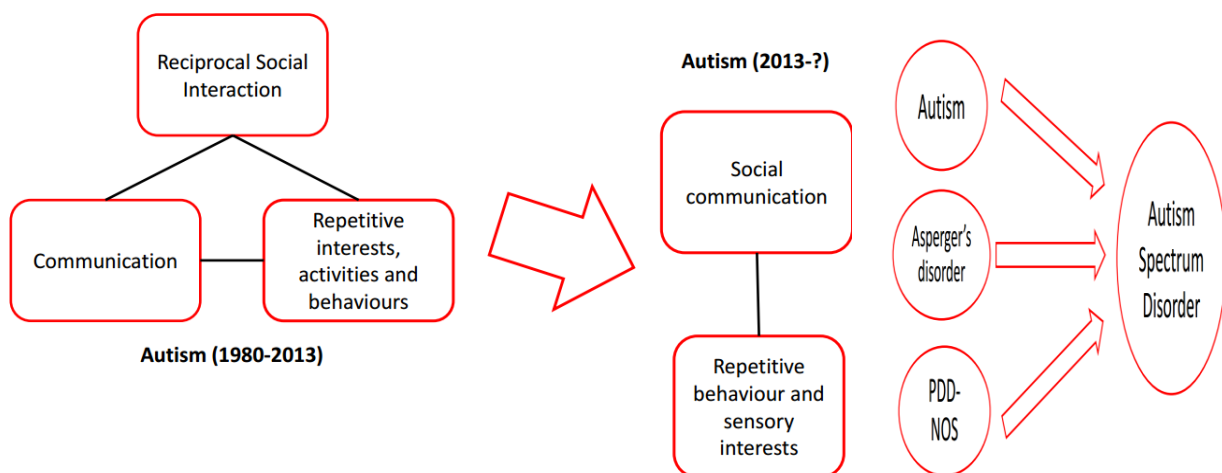 Reciprocal Social
Interaction
Communication
Repetitive
interests,
activities and
behaviours
Autism (1980-2013)
Autism (2013-?)
Social
communication
Repetitive
behaviour and
sensory
interests
Autism
Asperger's
disorder
PDD-
NOS
Autism
Spectrum
Disorder